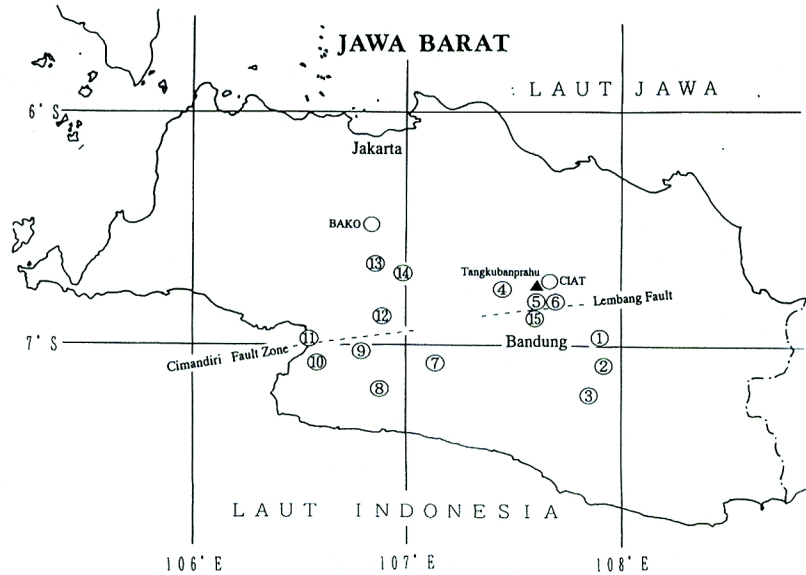 JAWA BARAT
LAUT JAWA
6°S
Jakarta
BAKO
13
14
Tangkubanprahu
CIAT
4
5
6
Lembang Fault
15
12
11
7°S
Cimandiri Fault Zone
10
9
7
Bandung
1
2
8
3
LAUT INDONESIA
106°E
107°E
108°E